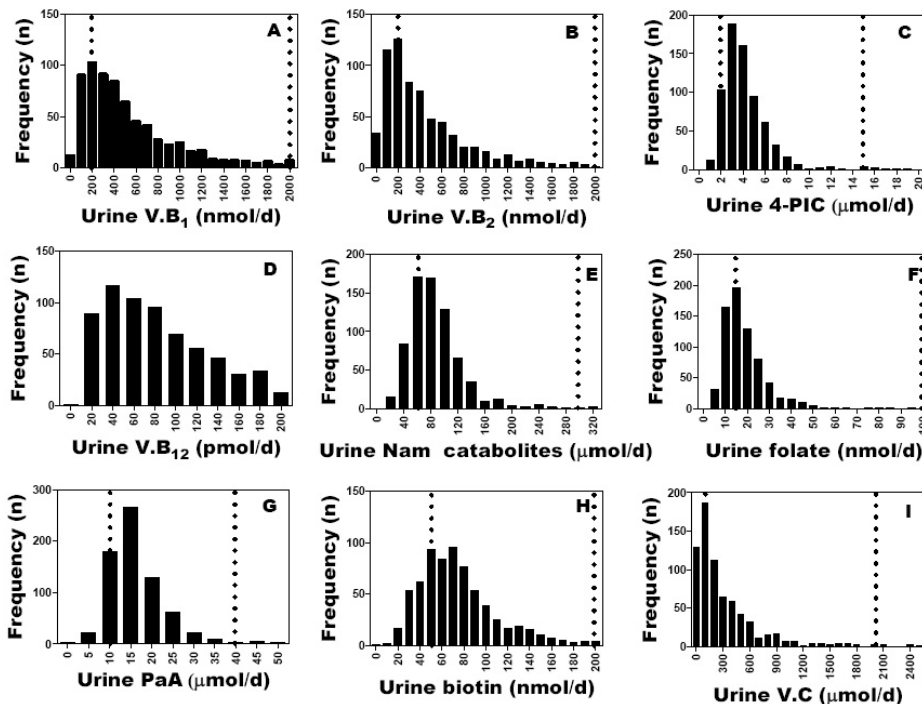 150
100
50
0
Frequency (n)
A
0 200 400 600 800 1000 1200 1400 1600 1800 2000
Urine V.B1 (nmol/d)
150
100
50
0
Frequency (n)
B
0 200 400 600 800 1000 1200 1400 1600 1800 2000
Urine V.B2 (nmol/d)
200
150
100
50
0
Frequency (n)
C
0 2 4 6 8 10 12 14 16 18 20
Urine 4-PIC (μmol/d)
150
100
50
0
Frequency (n)
D
0 20 40 60 80 100 120 140 160 180 200
Urine V.B12 (pmol/d)
200
150
100
50
0
Frequency (n)
E
0 40 80 120 160 200 240 280 320
Urine Nam catabolites (μmol/d)
250
200
150
100
50
0
Frequency (n)
F
0 10 20 30 40 50 60 70 80 90 100
Urine folate (nmol/d)
300
200
100
0
Frequency (n)
G
0 5 10 15 20 25 30 35 40 45 50
Urine PaA (μmol/d)
150
100
50
0
Frequency (n)
H
0 20 40 60 80 100 120 140 160 180 200
Urine biotin (nmol/d)
200
150
100
50
0
Frequency (n)
I
0 300 600 900 1200 1500 1800 2100 2400
Urine V.C (μmol/d)